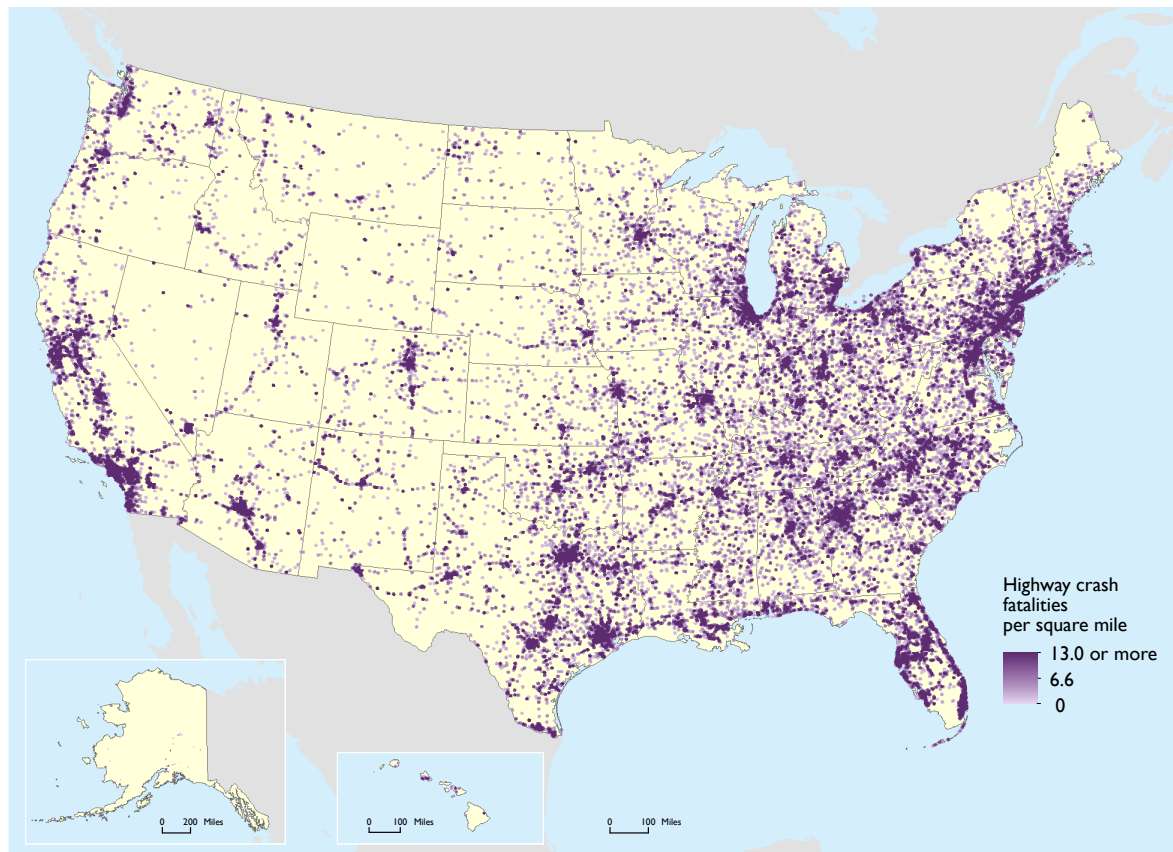 Highway crash
fatalities
per square mile
13.0 or more
6.6
0
0 200 Miles
0 100 Miles
0 100 Miles